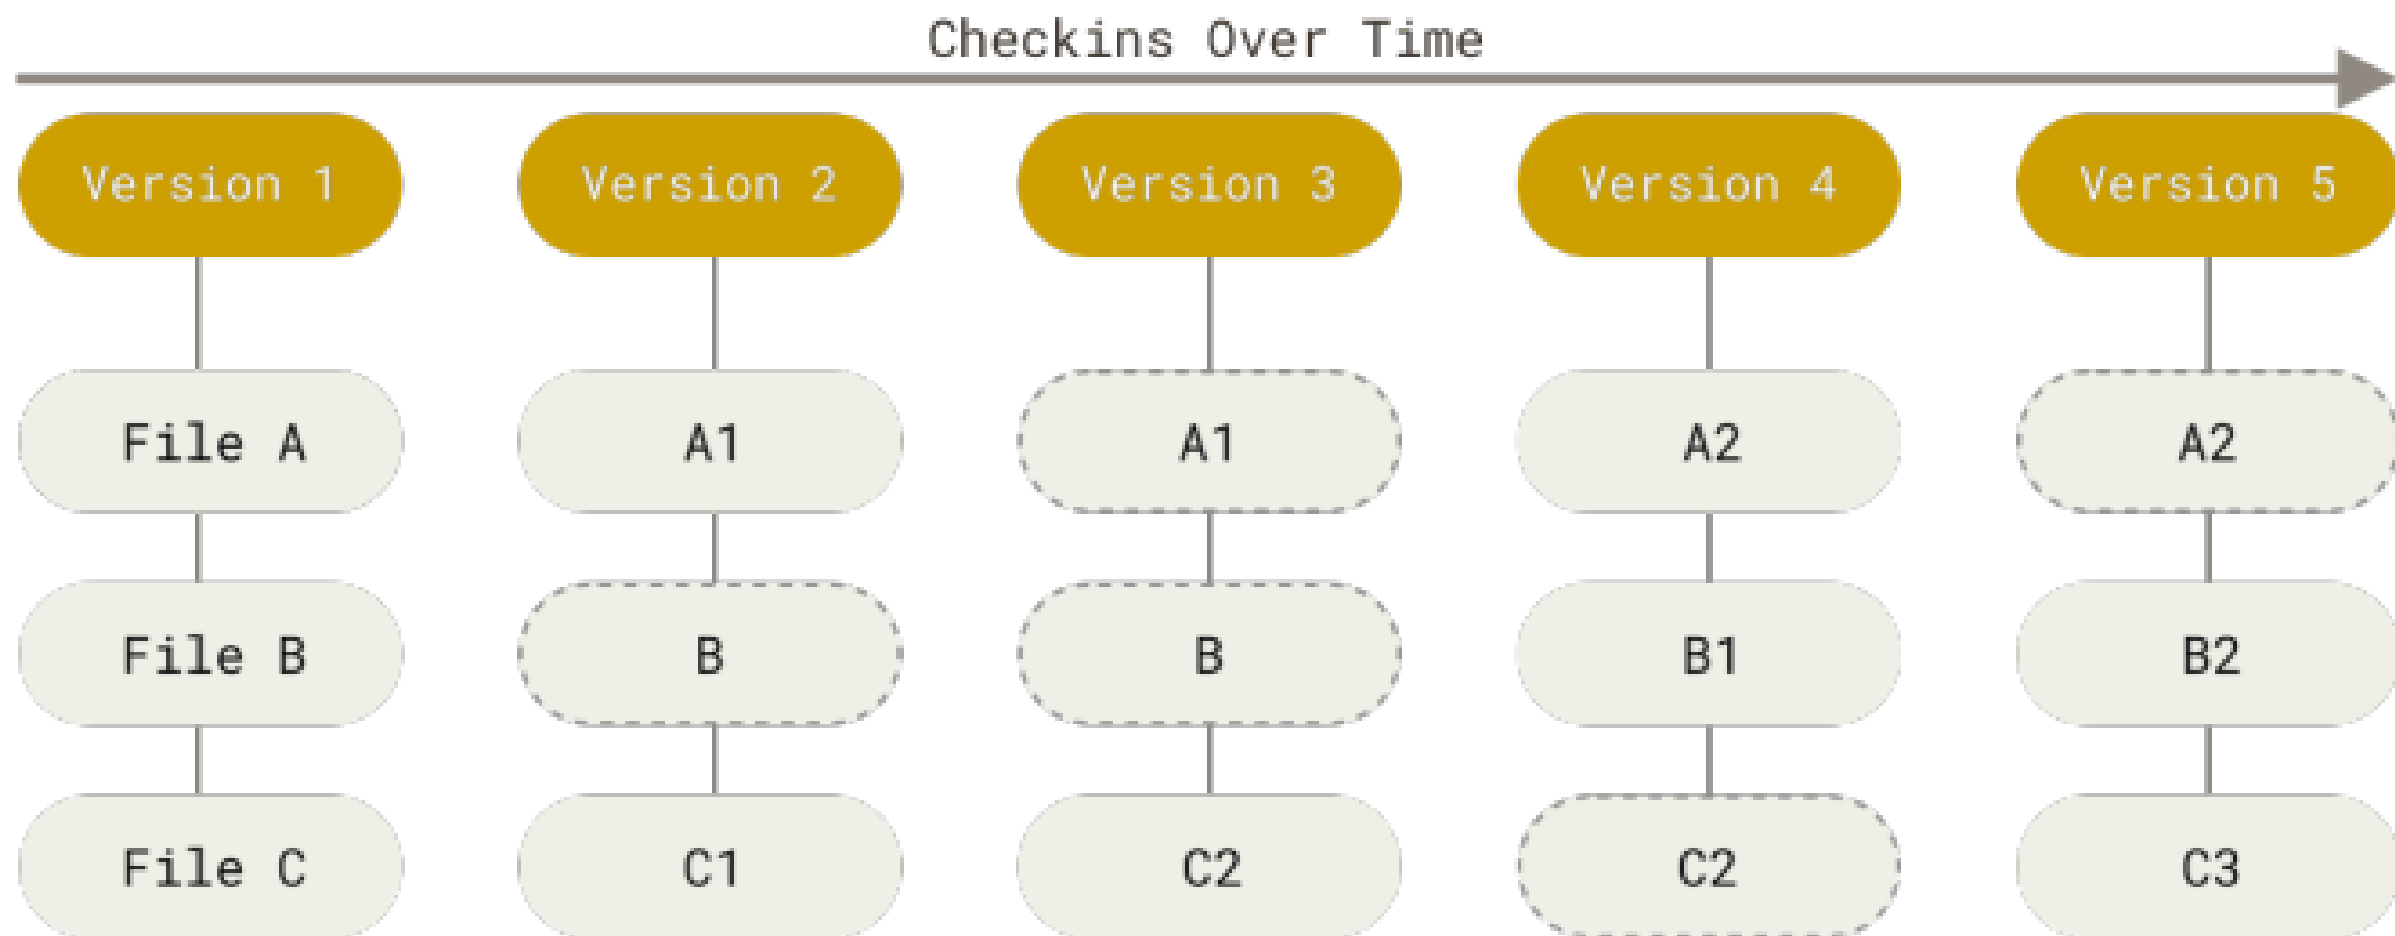 Checkins Over Time
Version 1 Version 2 Version 3 Version 4 Version 5
File A A1 A1 A2 A2
File B B B B1 B2
File C C1 C2 C2 C3